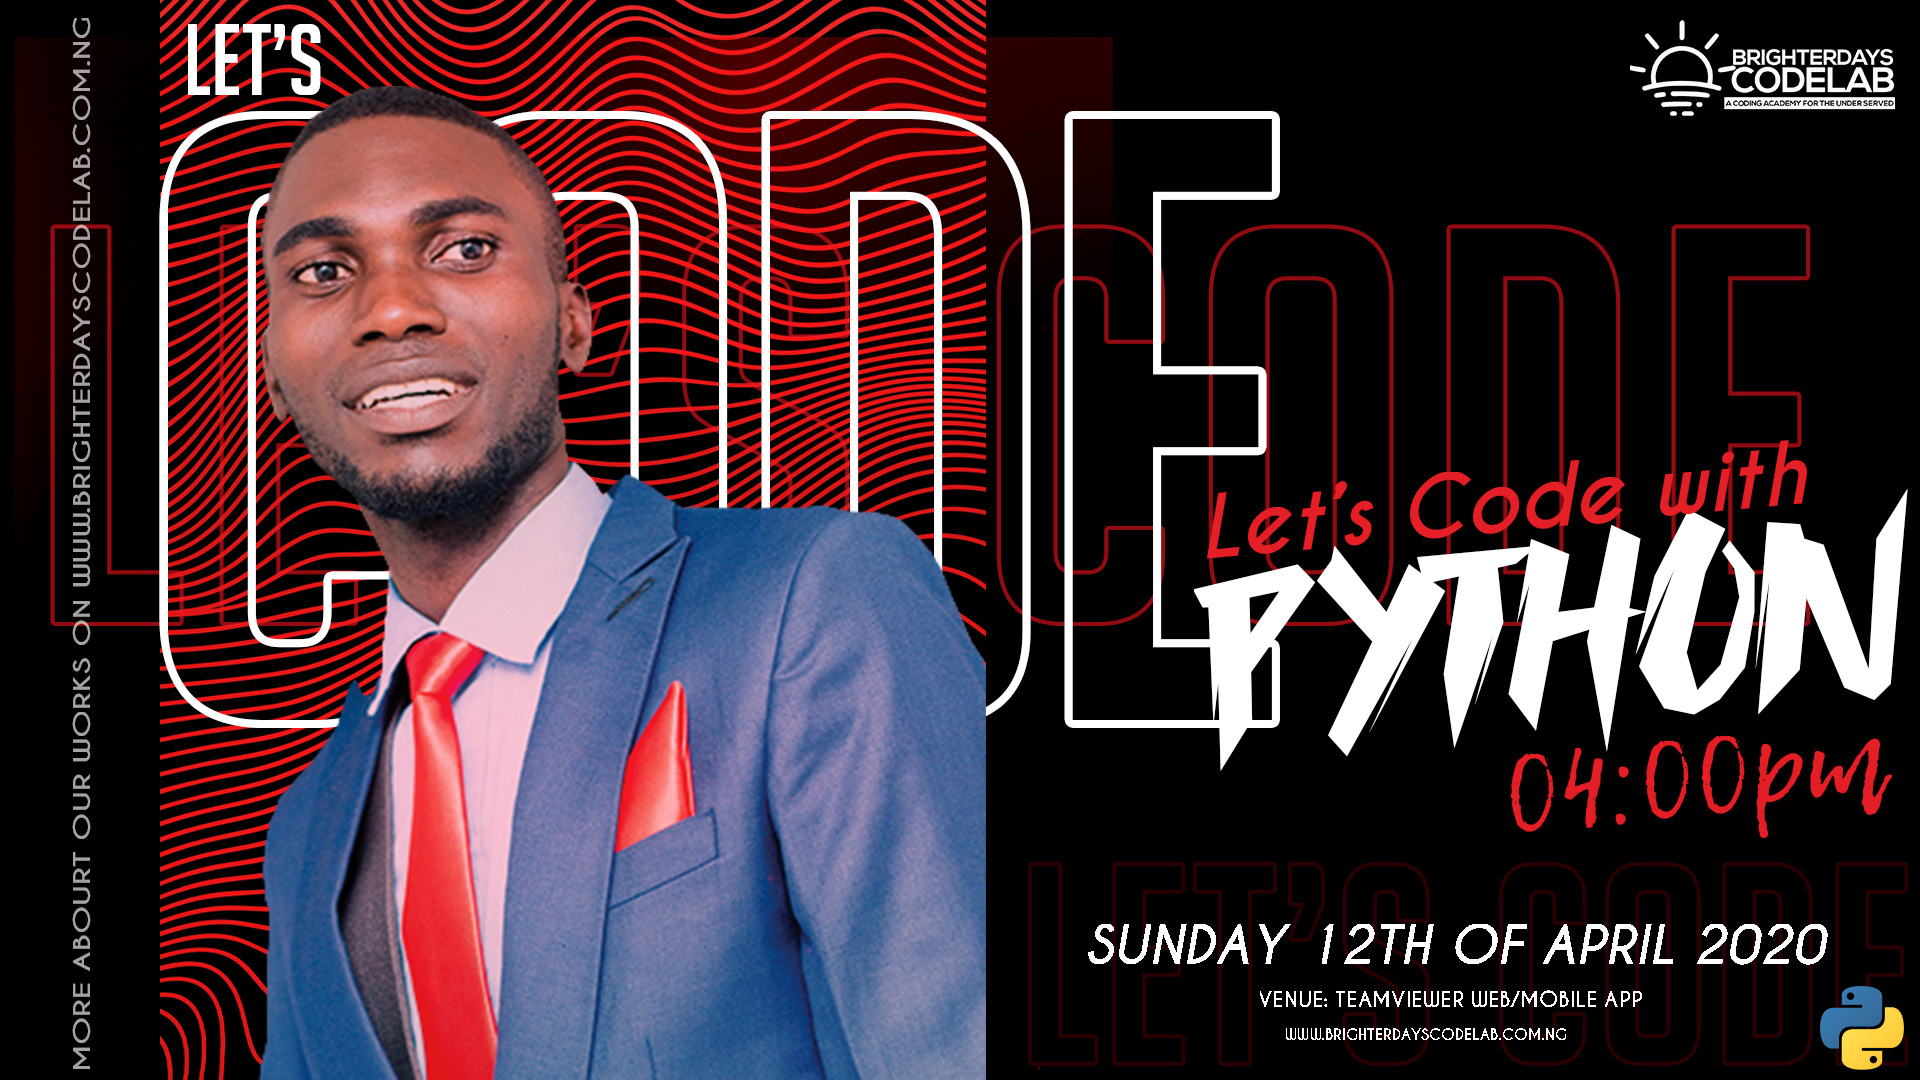 LET'S
CODE
BRIGHTERDAYS
CODELAB
A CODING ACADEMY FOR THE UNDER SERVED
MORE ABOURT OUR WORKS ON WWW.BRIGHTERDAYSCODELAB.COM.NG
LET'S CODE
Let's Code with
PYTHON
04:00pm
LET'S CODE
SUNDAY 12TH OF APRIL 2020
VENUE: TEAMVIEWER WEB/MOBILE APP
WWW.BRIGHTERDAYSCODELAB.COM.NG